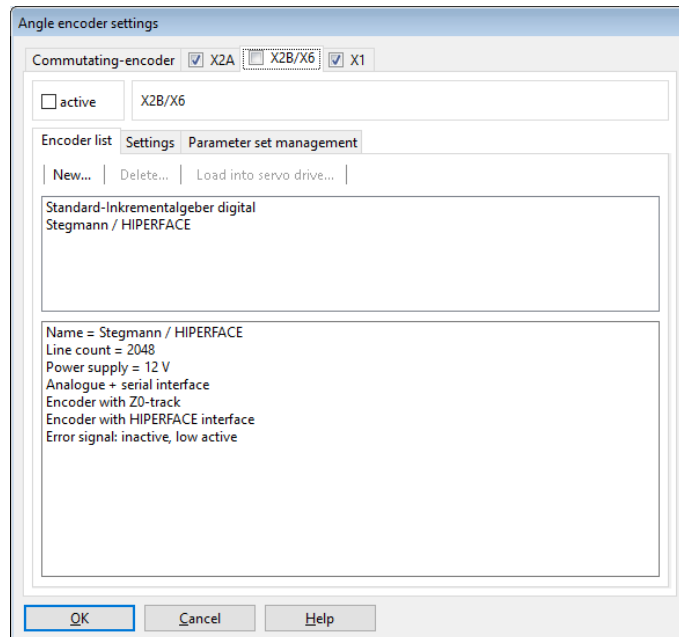 Angle encoder settings
Commutating-encoder X2A X2B/X6 X1
active X2B/X6
Encoder list Settings Parameter set management
New... Delete... Load into servo drive...
Standard-Inkrementalgeber digital
Stegmann / HIPERFACE
Name = Stegmann / HIPERFACE
Line count = 2048
Power supply = 12 V
Analogue + serial interface
Encoder with Z0-track
Encoder with HIPERFACE interface
Error signal: inactive, low active
OK Cancel Help